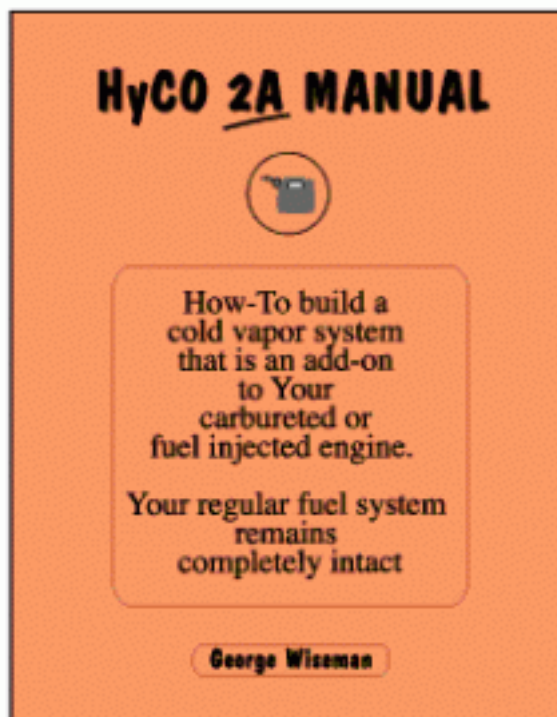 HyCO 2A MANUAL
How-To build a
cold vapor system
that is an add-on
to Your
carbureted or
fuel injected engine.
Your regular fuel system
remains
completely intact
George Wiseman